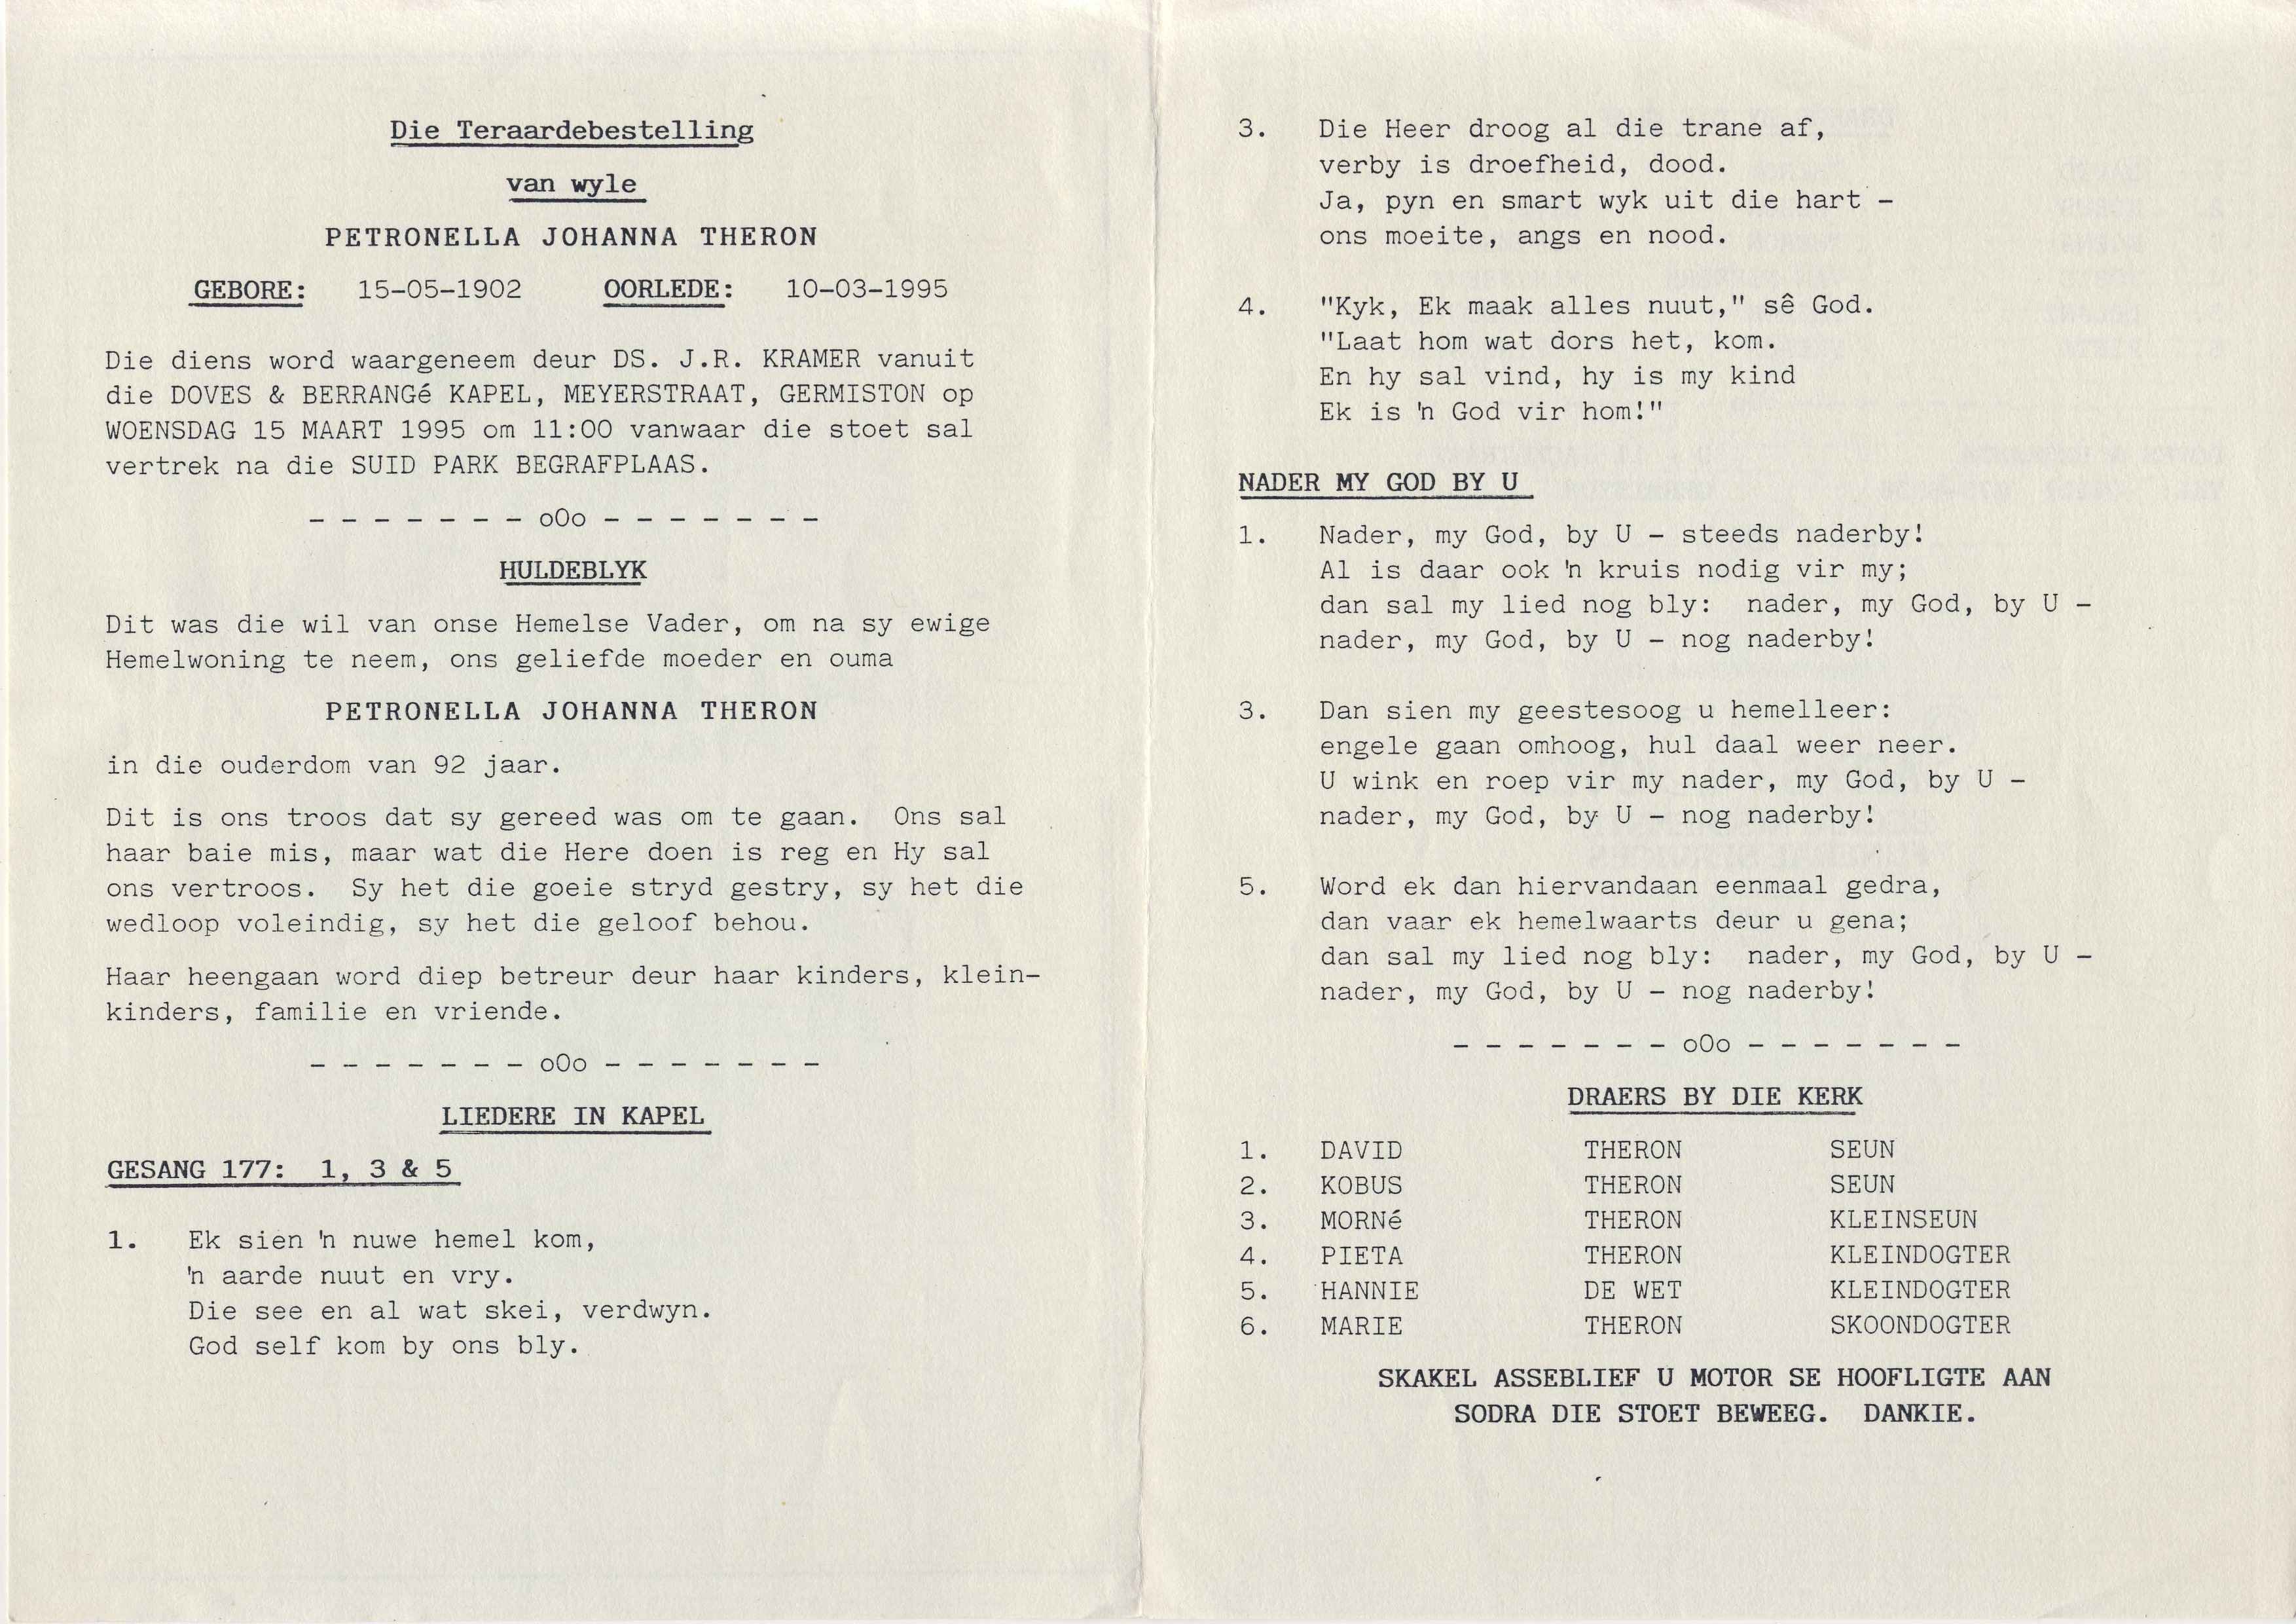 Die Teraardebestelling
van wyle
PETRONELLA JOHANNA THERON
GEBORE: 15-05-1902 OORLEDE: 10-03-1995
Die diens word waargeneem deur DS. J.R. KRAMER vanuit
die DOVES & BERRANGé KAPEL, MEYERSTRAAT, GERMISTON op
WOENSDAG 15 MAART 1995 om 11:00 vanwaar die stoet sal
vertrek na die SUID PARK BEGRAFPLAAS.
- - - - - - - oOo - - - - - - -
HULDEBLYK
Dit was die wil van onse Hemelse Vader, om na sy ewige
Hemelwoning te neem, ons geliefde moeder en ouma
PETRONELLA JOHANNA THERON
in die ouderdom van 92 jaar.
Dit is ons troos dat sy gereed was om te gaan. Ons sal
haar baie mis, maar wat die Here doen is reg en Hy sal
ons vertroos. Sy het die goeie stryd gestry, sy het die
wedloop voleindig, sy het die geloof behou.
Haar heengaan word diep betreur deur haar kinders, klein-
kinders, familie en vriende.
- - - - - - - oOo - - - - - - -
LIEDERE IN KAPEL
GESANG 177: 1, 3 & 5
1. Ek sien 'n nuwe hemel kom,
'n aarde nuut en vry.
Die see en al wat skei, verdwyn.
God self kom by ons bly.
3. Die Heer droog al die trane af,
verby is droefheid, dood.
Ja, pyn en smart wyk uit die hart -
ons moeite, angs en nood.
4. "Kyk, Ek maak alles nuut," sê God.
"Laat hom wat dors het, kom.
En hy sal vind, hy is my kind
Ek is 'n God vir hom!"
NADER MY GOD BY U
1. Nader, my God, by U - steeds naderby!
Al is daar ook 'n kruis nodig vir my;
dan sal my lied nog bly: nader, my God, by U -
nader, my God, by U - nog naderby!
3. Dan sien my geestesoog u hemelleer:
engele gaan omhoog, hul daal weer neer.
U wink en roep vir my nader, my God, by U -
nader, my God, by U - nog naderby!
5. Word ek dan hiervandaan eenmaal gedra,
dan vaar ek hemelwaarts deur u gena;
dan sal my lied nog bly: nader, my God, by U -
nader, my God, by U - nog naderby!
- - - - - - - oOo - - - - - - -
DRAERS BY DIE KERK
1. DAVID THERON SEUN
2. KOBUS THERON SEUN
3. MORNé THERON KLEINSEUN
4. PIETA THERON KLEINDOGTER
5. HANNIE DE WET KLEINDOGTER
6. MARIE THERON SKOONDOGTER
SKAKEL ASSEBLIEF U MOTOR SE HOOFLIGTE AAN
SODRA DIE STOET BEWEEG. DANKIE.